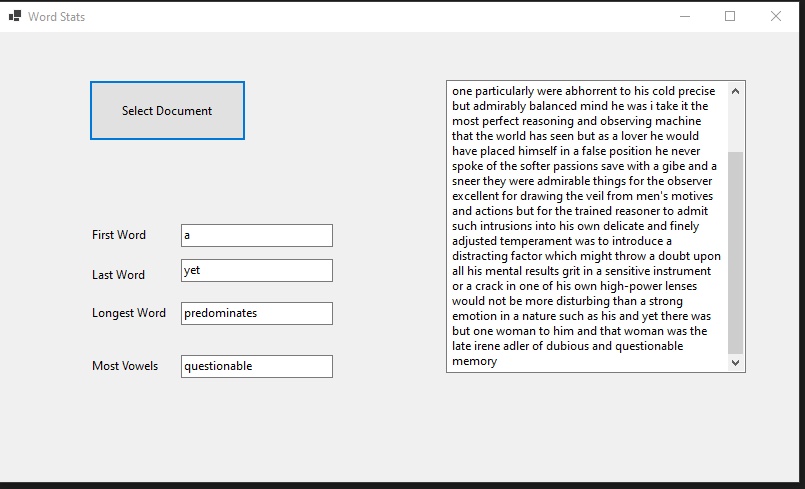 Word Stats
Select Document
First Word
a
Last Word
yet
Longest Word
predominates
Most Vowels
questionable
one particularly were abhorrent to his cold precise
but admirably balanced mind he was i take it the
most perfect reasoning and observing machine
that the world has seen but as a lover he would
have placed himself in a false position he never
spoke of the softer passions save with a gibe and a
sneer they were admirable things for the observer
excellent for drawing the veil from men's motives
and actions but for the trained reasoner to admit
such intrusions into his own delicate and finely
adjusted temperament was to introduce a
distracting factor which might throw a doubt upon
all his mental results grit in a sensitive instrument
or a crack in one of his own high-power lenses
would not be more disturbing than a strong
emotion in a nature such as his and yet there was
but one woman to him and that woman was the
late irene adler of dubious and questionable
memory